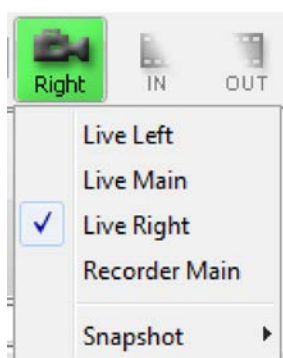 Right IN OUT
Live Left
Live Main
Live Right
Recorder Main
Snapshot